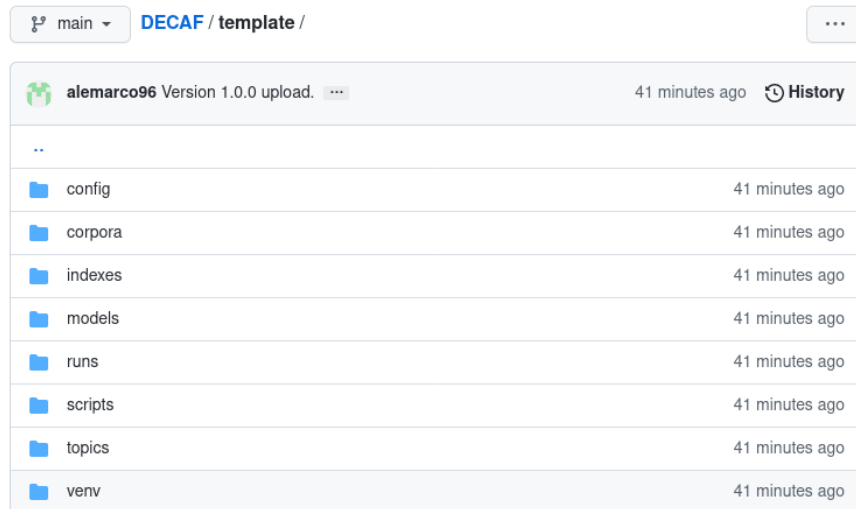 main DECAF / template / ...
alemarco96 Version 1.0.0 upload. ... 41 minutes ago History
..
config 41 minutes ago
corpora 41 minutes ago
indexes 41 minutes ago
models 41 minutes ago
runs 41 minutes ago
scripts 41 minutes ago
topics 41 minutes ago
venv 41 minutes ago